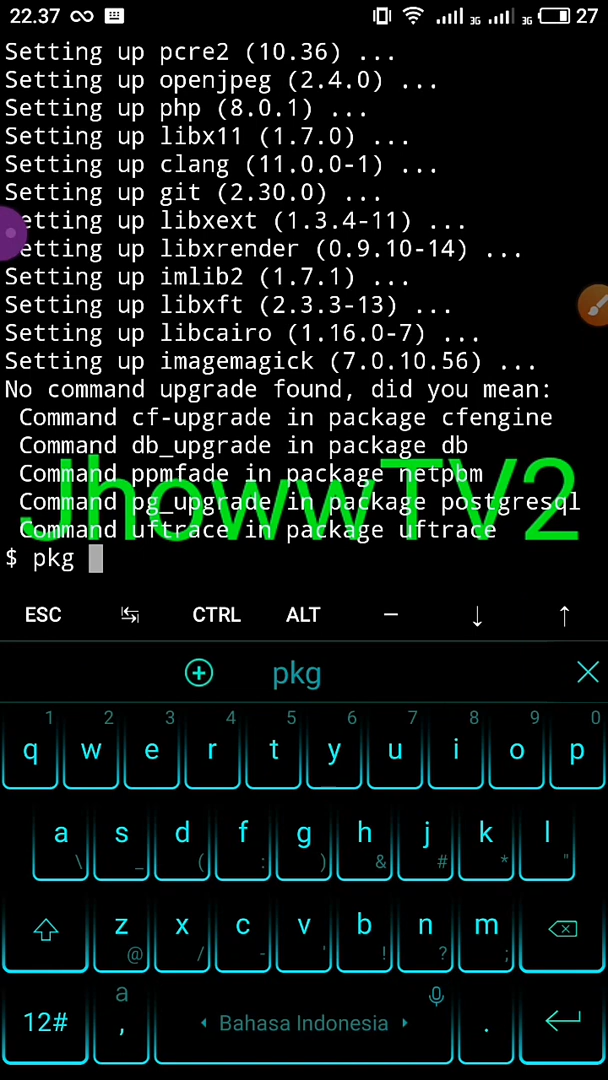 22.37 3G 3G 27
Setting up pcre2 (10.36) ...
Setting up openjpeg (2.4.0) ...
Setting up php (8.0.1) ...
Setting up libx11 (1.7.0) ...
Setting up clang (11.0.0-1) ...
Setting up git (2.30.0) ...
etting up libxext (1.3.4-11) ...
etting up libxrender (0.9.10-14) ...
Setting up imlib2 (1.7.1) ...
Setting up libxft (2.3.3-13) ...
Setting up libcairo (1.16.0-7) ...
Setting up imagemagick (7.0.10.56) ...
No command upgrade found, did you mean:
Command cf-upgrade in package cfengine
Command db_upgrade in package db
Command ppmfade in package netpbm
JhowwTV2
Command pg_upgrade in package postgresql
Command uftrace in package uftrace
$ pkg
ESC ↹ CTRL ALT — ↓ ↑
pkg
1 2 3 4 5 6 7 8 9 0
q w e r t y u i o p
a s d f g h j k l
\ _ ( : ) & # * "
z x c v b n m
@ / - ' ! ? ;
a
12# , Bahasa Indonesia .